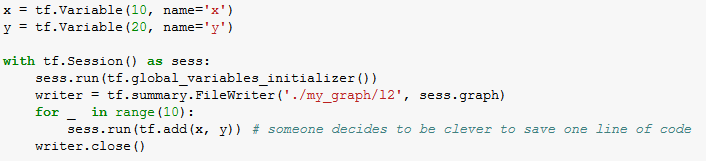 x = tf.Variable(10, name='x')
y = tf.Variable(20, name='y')
with tf.Session() as sess:
    sess.run(tf.global_variables_initializer())
    writer = tf.summary.FileWriter('./my_graph/l2', sess.graph)
    for _ in range(10):
        sess.run(tf.add(x, y)) # someone decides to be clever to save one line of code
    writer.close()